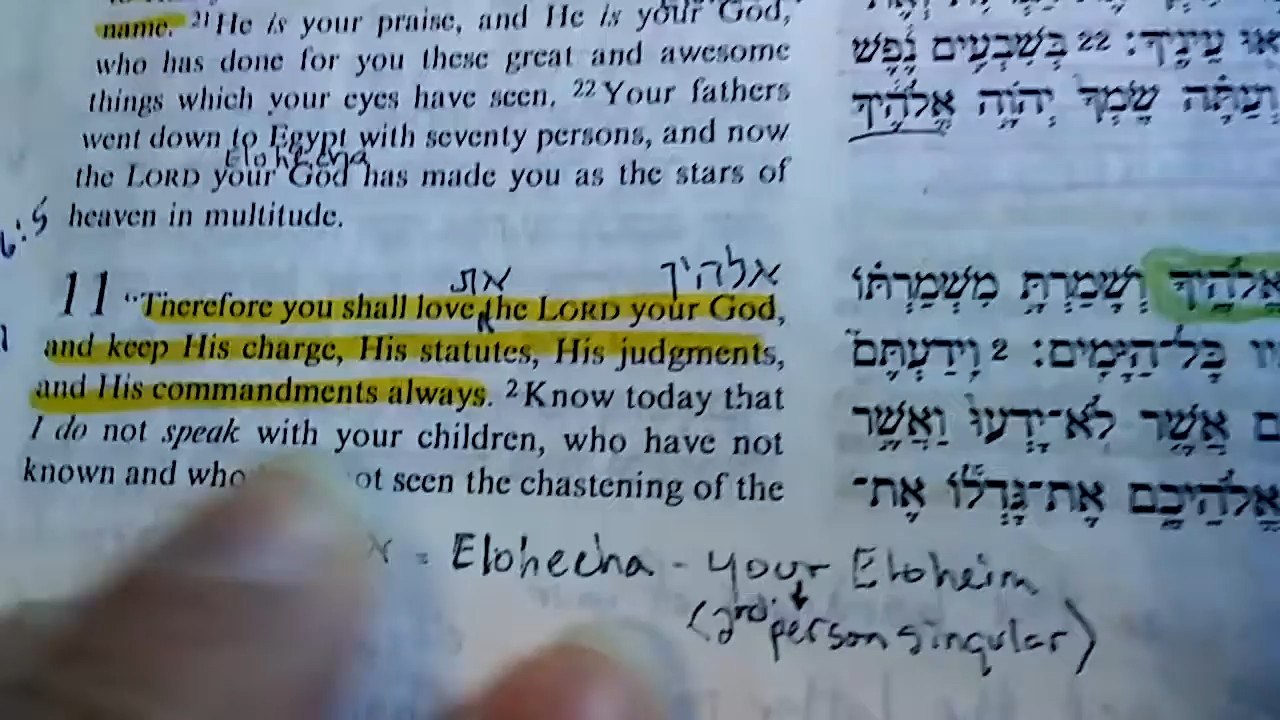 name. 21 He is your praise, and He is your God,
who has done for you these great and awesome
things which your eyes have seen. 22 Your fathers
went down to Egypt with seventy persons, and now
Elohecha
the LORD your God has made you as the stars of
heaven in multitude.
:5
את אלהיך
11 “Therefore you shall love the LORD your God,
and keep His charge, His statutes, His judgments,
and His commandments always. 2 Know today that
I do not speak with your children, who have not
known and who ot seen the chastening of the
= Elohecha - your Eloheim
(2nd person singular)
עֵינֶיךָ׃ 22 בְּשִׁבְעִים נֶפֶשׁ
וְעַתָּה שָׂמְךָ יְהוָה אֱלֹהֶיךָ
אֱלֹהֶיךָ וְשָׁמַרְתָּ מִשְׁמַרְתּוֹ
כָּל־הַיָּמִים׃ 2 וִידַעְתֶּם
אֲשֶׁר לֹא־יָדְעוּ וַאֲשֶׁר
אֱלֹהֵיכֶם אֶת־גָּדְלוֹ אֶת־